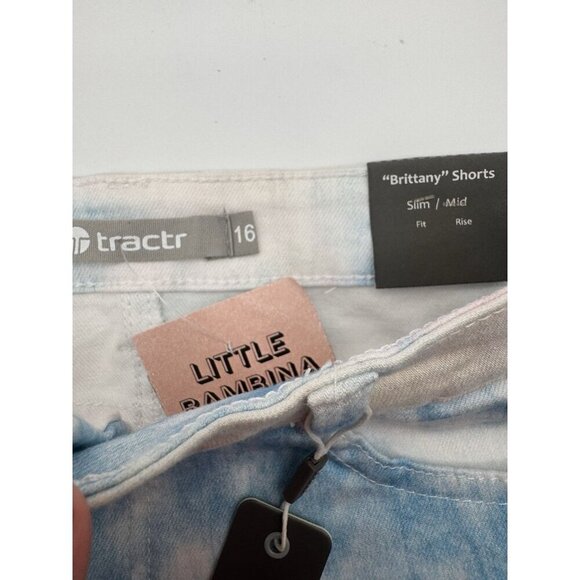 "Brittany" Shorts
Slim / Mid
Fit Rise
tractr 16
LITTLE
BAMBINA